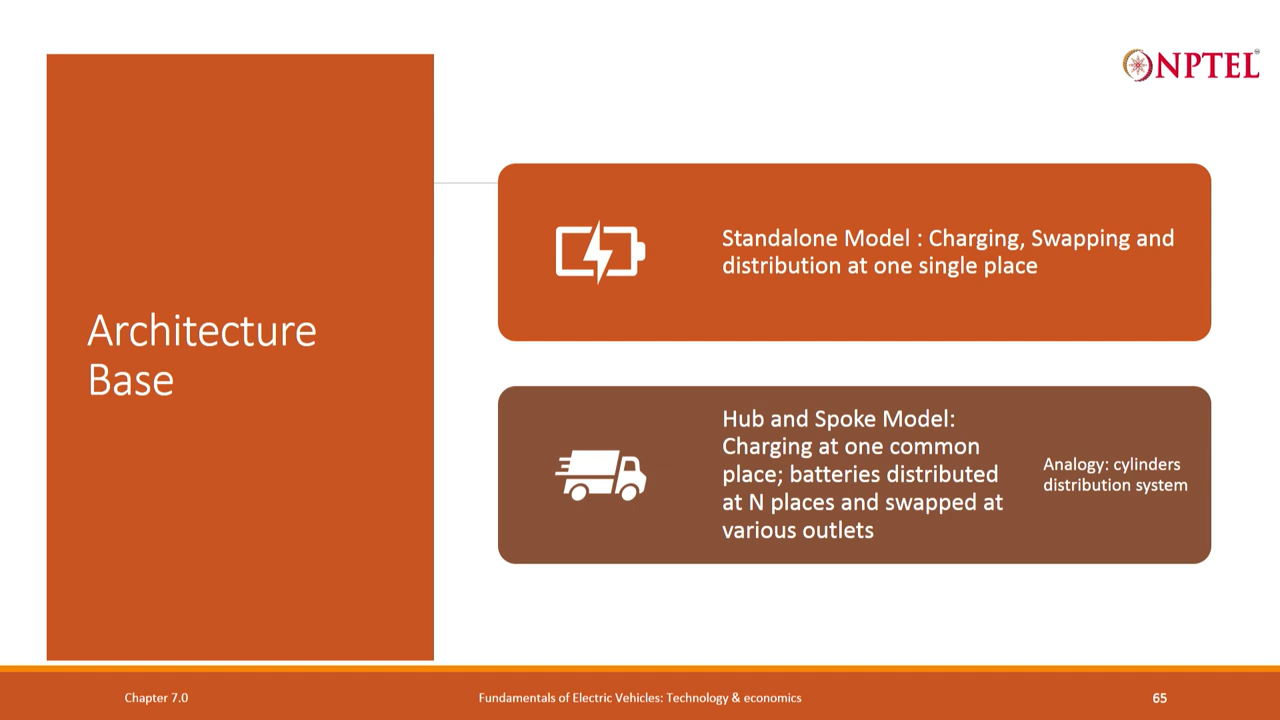 NPTEL
Architecture
Base
Standalone Model : Charging, Swapping and
distribution at one single place
Hub and Spoke Model:
Charging at one common
place; batteries distributed
at N places and swapped at
various outlets
Analogy: cylinders
distribution system
Chapter 7.0
Fundamentals of Electric Vehicles: Technology & economics
65